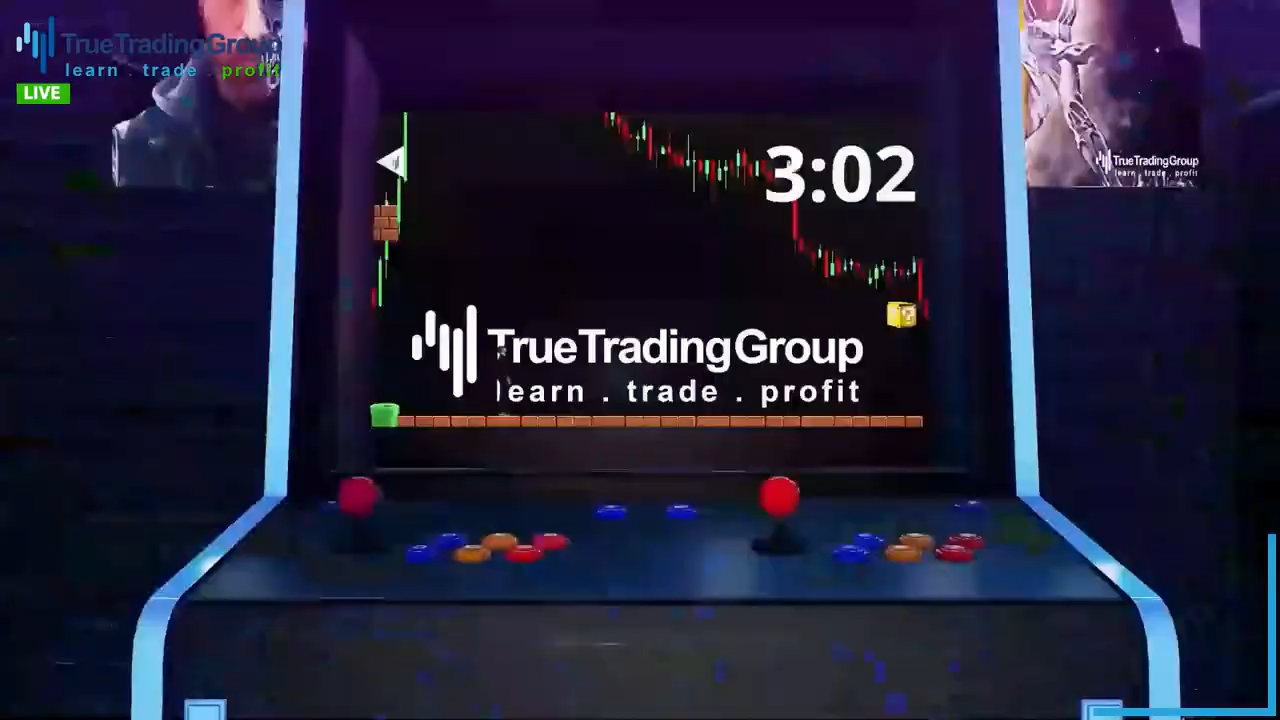 TrueTradingGroup
learn . trade . profit
LIVE
TrueTradingGroup
learn . trade . profit
3:02
TrueTradingGroup
learn . trade . profit